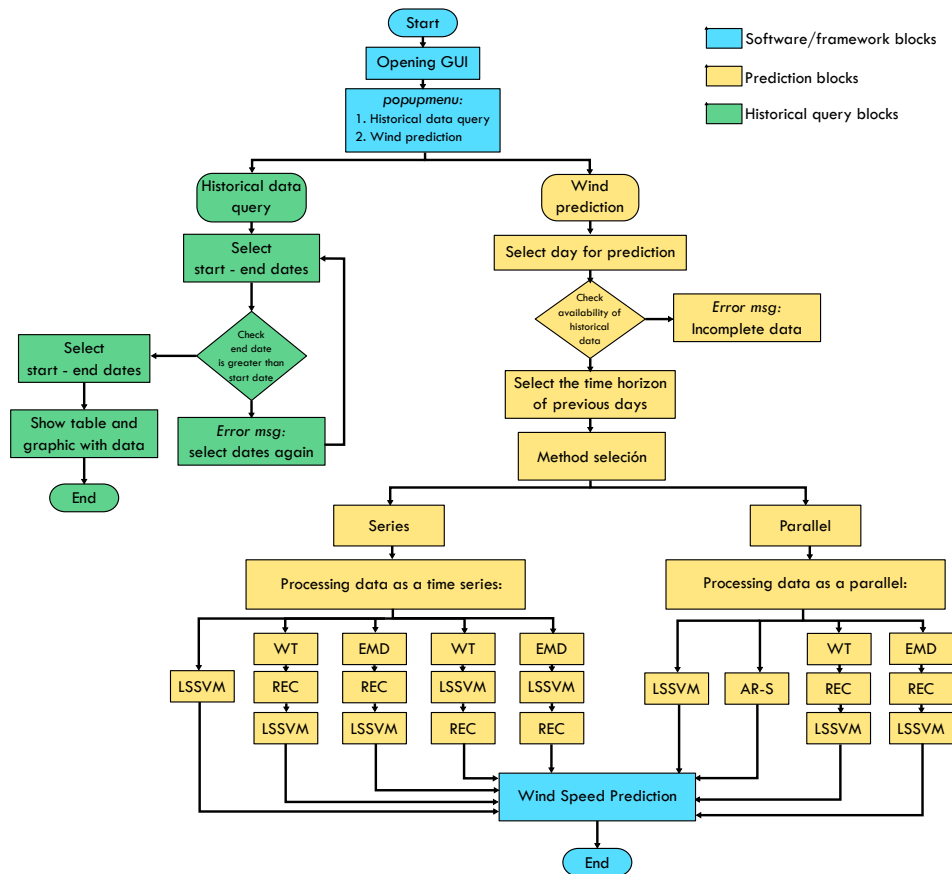 Start
Opening GUI
popupmenu:
1. Historical data query
2. Wind prediction
Software/framework blocks
Prediction blocks
Historical query blocks
Historical data
query
Select
start - end dates
Check
end date
is greater than
start date
Select
start - end dates
Show table and
graphic with data
End
Error msg:
select dates again
Wind
prediction
Select day for prediction
Check
availability of
historical
data
Error msg:
Incomplete data
Select the time horizon
of previous days
Method seleción
Series
Parallel
Processing data as a time series:
Processing data as a parallel:
LSSVM
WT
REC
LSSVM
EMD
REC
LSSVM
WT
LSSVM
REC
EMD
LSSVM
REC
LSSVM
AR-S
WT
REC
LSSVM
EMD
REC
LSSVM
Wind Speed Prediction
End